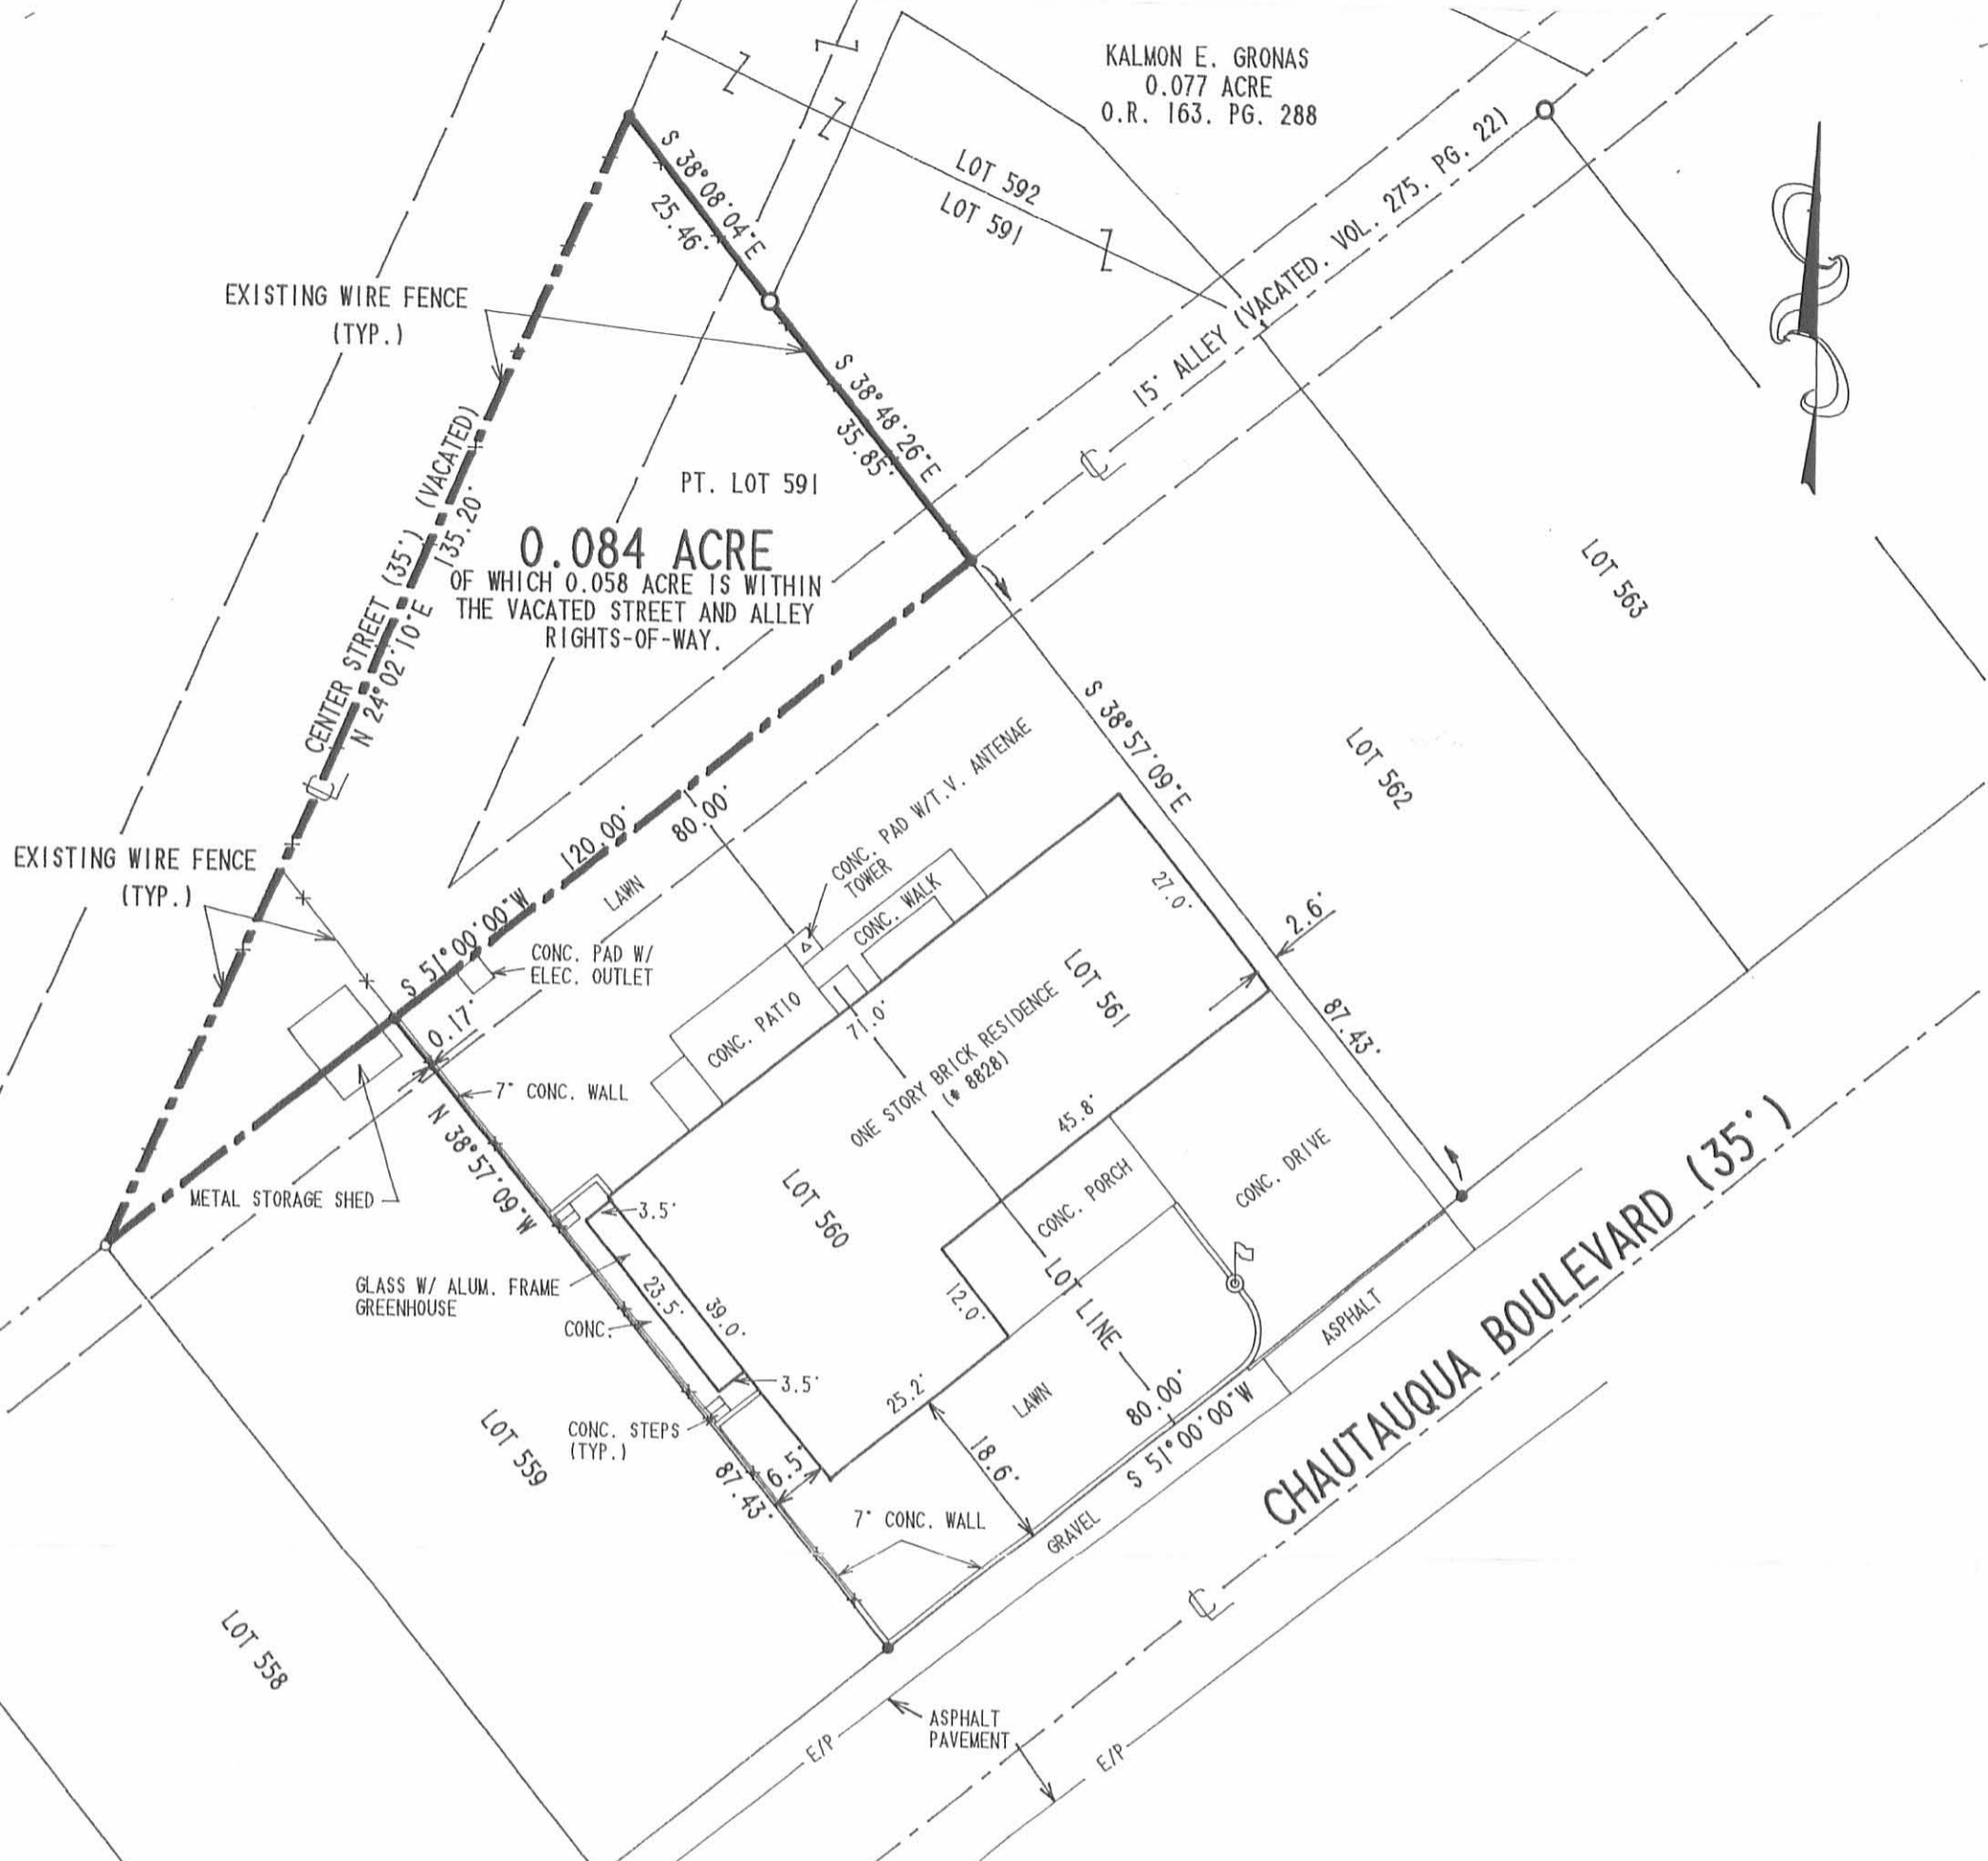 KALMON E. GRONAS
0.077 ACRE
O.R. 163. PG. 288
LOT 592
LOT 591
15' ALLEY (VACATED. VOL. 275. PG. 22)
S 38°08'04"E
25.46'
EXISTING WIRE FENCE
(TYP.)
S 38°48'26"E
35.85'
PT. LOT 591
0.084 ACRE
OF WHICH 0.058 ACRE IS WITHIN
THE VACATED STREET AND ALLEY
RIGHTS-OF-WAY.
CENTER STREET (35') (VACATED)
N 24°02'10"E
135.20'
LOT 563
LOT 562
S 38°57'09"E
87.43'
EXISTING WIRE FENCE
(TYP.)
S 51°00'00"W
120.00'
80.00'
LAWN
CONC. PAD W/T.V. ANTENAE
TOWER
CONC. WALK
CONC. PAD W/
ELEC. OUTLET
CONC. PATIO
27.0'
2.6'
71.0'
LOT 561
ONE STORY BRICK RESIDENCE
(# 8828)
0.17'
7" CONC. WALL
N 38°57'09"W
METAL STORAGE SHED
45.8'
CONC. PORCH
CONC. DRIVE
LOT 560
3.5'
GLASS W/ ALUM. FRAME
GREENHOUSE
23.5'
39.0'
CONC.
12.0'
LOT LINE
3.5'
25.2'
LAWN
ASPHALT
80.00'
S 51°00'00"W
CONC. STEPS
(TYP.)
LOT 559
87.43'
6.5'
18.6'
7" CONC. WALL
GRAVEL
CHAUTAUQUA BOULEVARD (35')
LOT 558
ASPHALT
PAVEMENT
E/P
E/P